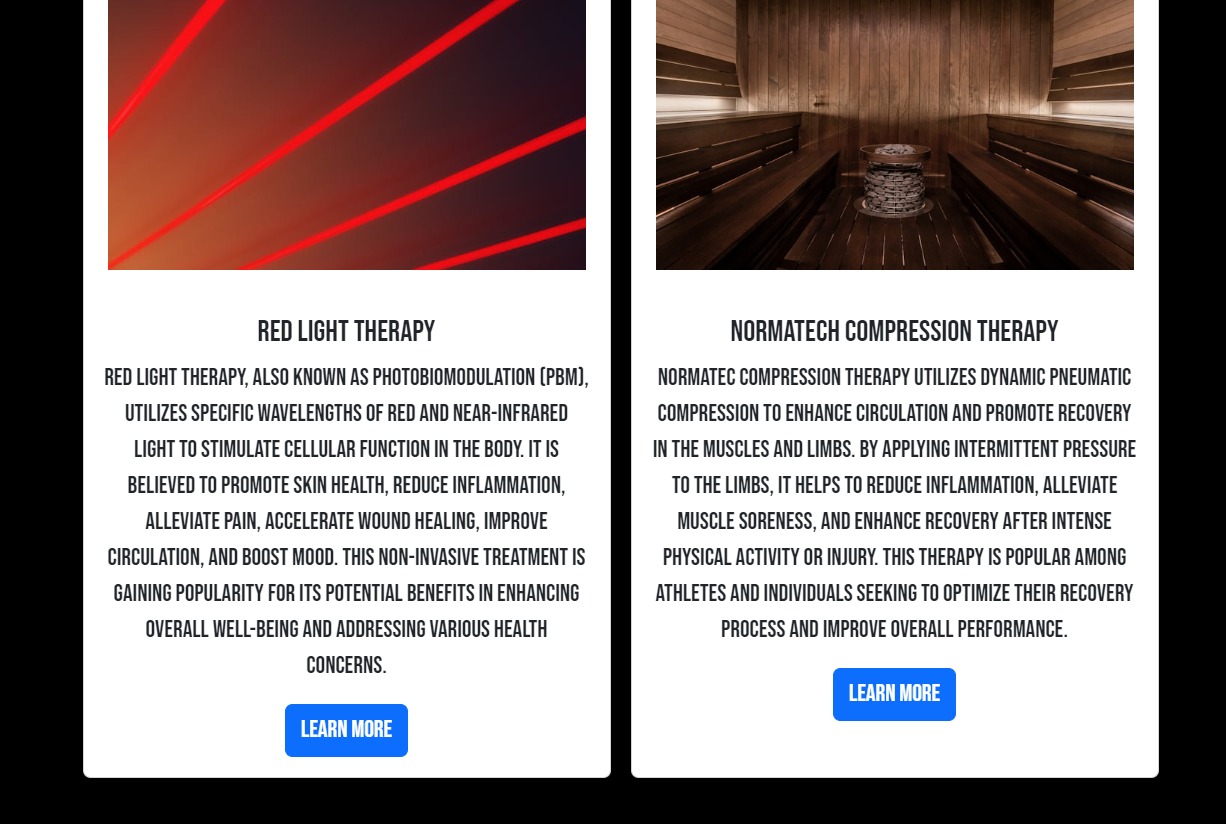 RED LIGHT THERAPY
RED LIGHT THERAPY, ALSO KNOWN AS PHOTOBIOMODULATION (PBM),
UTILIZES SPECIFIC WAVELENGTHS OF RED AND NEAR-INFRARED
LIGHT TO STIMULATE CELLULAR FUNCTION IN THE BODY. IT IS
BELIEVED TO PROMOTE SKIN HEALTH, REDUCE INFLAMMATION,
ALLEVIATE PAIN, ACCELERATE WOUND HEALING, IMPROVE
CIRCULATION, AND BOOST MOOD. THIS NON-INVASIVE TREATMENT IS
GAINING POPULARITY FOR ITS POTENTIAL BENEFITS IN ENHANCING
OVERALL WELL-BEING AND ADDRESSING VARIOUS HEALTH
CONCERNS.
LEARN MORE
NORMATECH COMPRESSION THERAPY
NORMATEC COMPRESSION THERAPY UTILIZES DYNAMIC PNEUMATIC
COMPRESSION TO ENHANCE CIRCULATION AND PROMOTE RECOVERY
IN THE MUSCLES AND LIMBS. BY APPLYING INTERMITTENT PRESSURE
TO THE LIMBS, IT HELPS TO REDUCE INFLAMMATION, ALLEVIATE
MUSCLE SORENESS, AND ENHANCE RECOVERY AFTER INTENSE
PHYSICAL ACTIVITY OR INJURY. THIS THERAPY IS POPULAR AMONG
ATHLETES AND INDIVIDUALS SEEKING TO OPTIMIZE THEIR RECOVERY
PROCESS AND IMPROVE OVERALL PERFORMANCE.
LEARN MORE